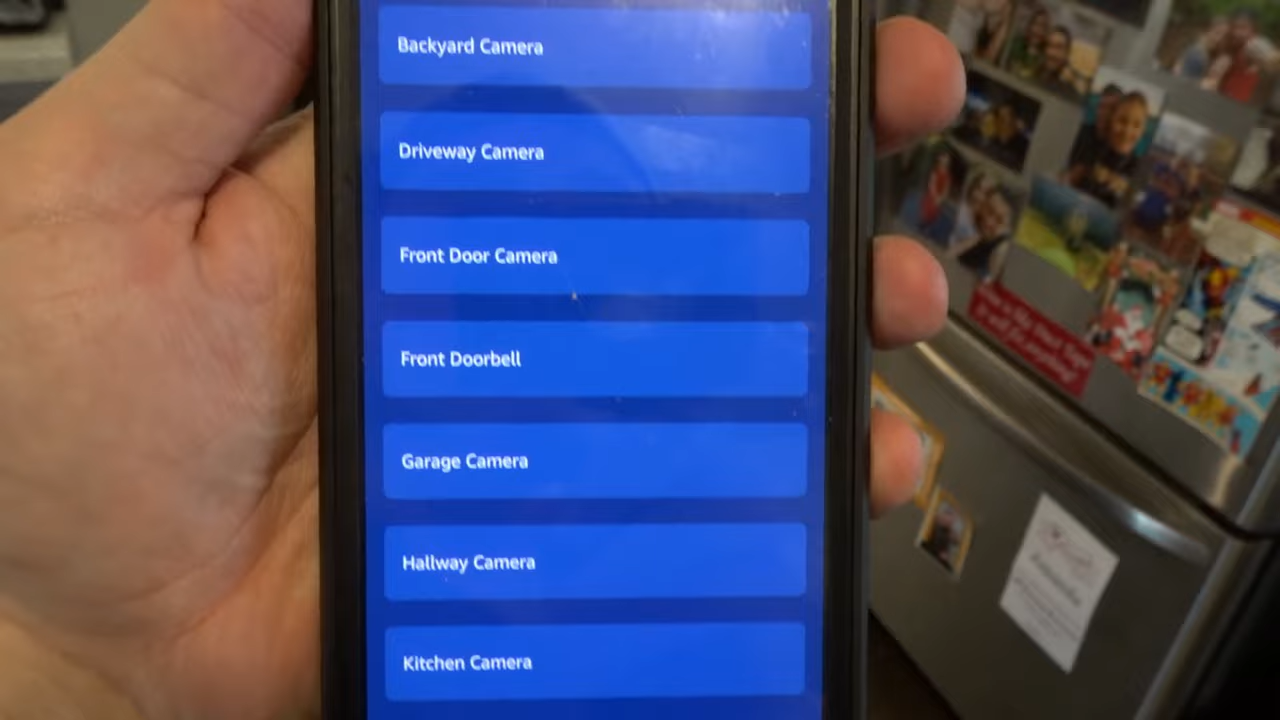 Backyard Camera
Driveway Camera
Front Door Camera
Front Doorbell
Garage Camera
Hallway Camera
Kitchen Camera